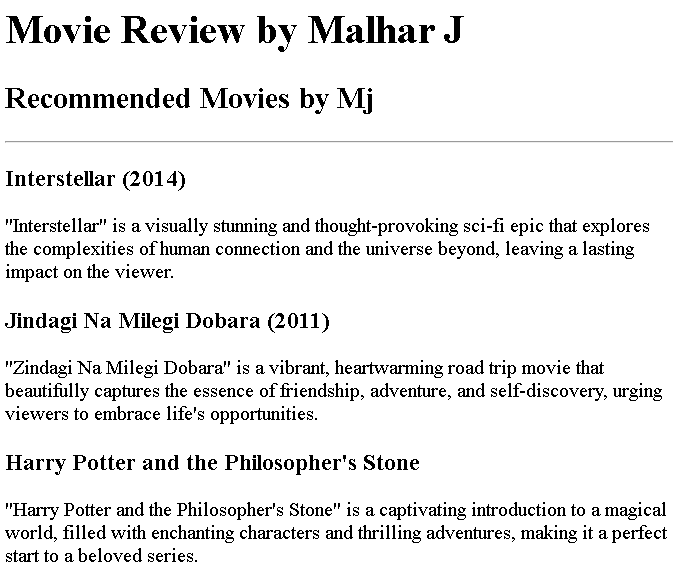 Movie Review by Malhar J
Recommended Movies by Mj
Interstellar (2014)
"Interstellar" is a visually stunning and thought-provoking sci-fi epic that explores
the complexities of human connection and the universe beyond, leaving a lasting
impact on the viewer.
Jindagi Na Milegi Dobara (2011)
"Zindagi Na Milegi Dobara" is a vibrant, heartwarming road trip movie that
beautifully captures the essence of friendship, adventure, and self-discovery, urging
viewers to embrace life's opportunities.
Harry Potter and the Philosopher's Stone
"Harry Potter and the Philosopher's Stone" is a captivating introduction to a magical
world, filled with enchanting characters and thrilling adventures, making it a perfect
start to a beloved series.